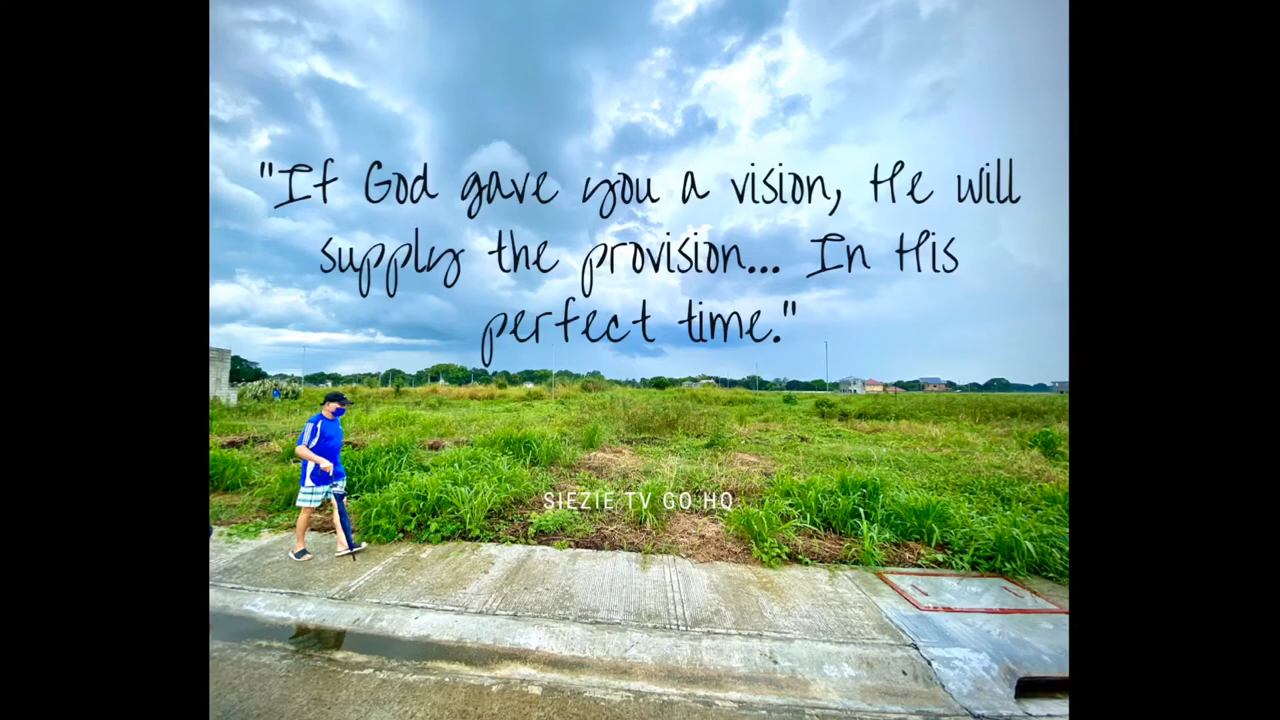 "If God gave you a vision, He will
supply the provision... In His
perfect time."
SIEZIE TV GO HQ